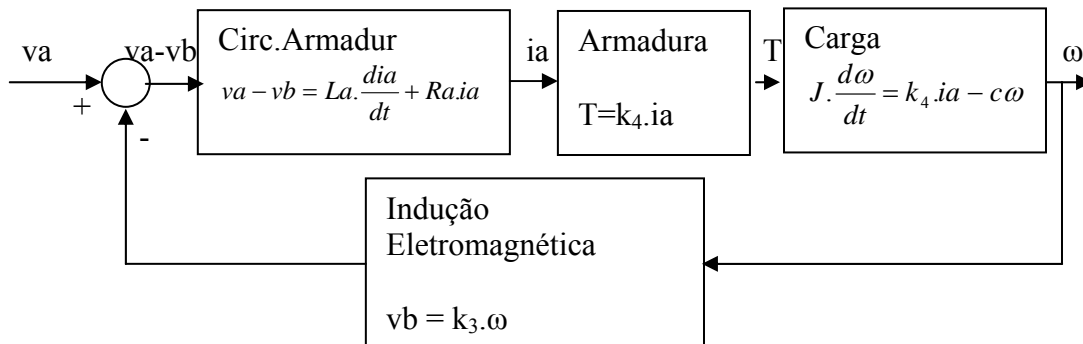 va
va-vb
Circ.Armadur
va − vb = La. dia/dt + Ra.ia
ia
Armadura
T=k₄.ia
T
Carga
J. dω/dt = k₄.ia − cω
ω
+
-
Indução
Eletromagnética
vb = k₃.ω